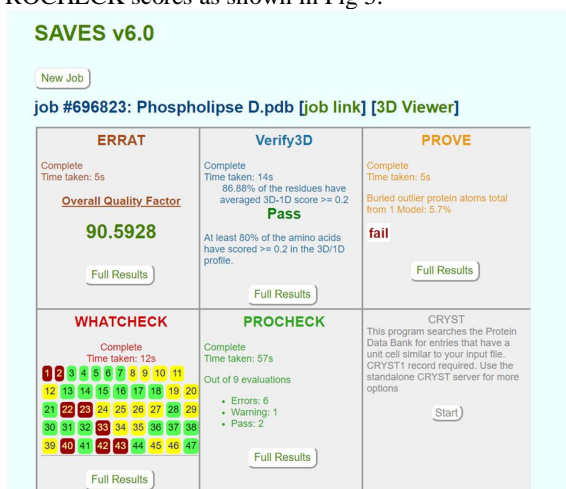 ROCHECK scores as shown in Fig 3.
SAVES v6.0
New Job
job #696823: Phospholipse D.pdb [job link] [3D Viewer]
ERRAT
Complete
Time taken: 5s
Overall Quality Factor
90.5928
Full Results
Verify3D
Complete
Time taken: 14s
86.88% of the residues have
averaged 3D-1D score >= 0.2
Pass
At least 80% of the amino acids
have scored >= 0.2 in the 3D/1D
profile.
Full Results
PROVE
Complete
Time taken: 5s
Buried outlier protein atoms total
from 1 Model: 5.7%
fail
Full Results
WHATCHECK
Complete
Time taken: 12s
1 2 3 4 5 6 7 8 9 10 11
12 13 14 15 16 17 18 19 20
21 22 23 24 25 26 27 28 29
30 31 32 33 34 35 36 37 38
39 40 41 42 43 44 45 46 47
Full Results
PROCHECK
Complete
Time taken: 57s
Out of 9 evaluations
• Errors: 6
• Warning: 1
• Pass: 2
Full Results
CRYST
This program searches the Protein
Data Bank for entries that have a
unit cell similar to your input file.
CRYST1 record required. Use the
standalone CRYST server for more
options
Start